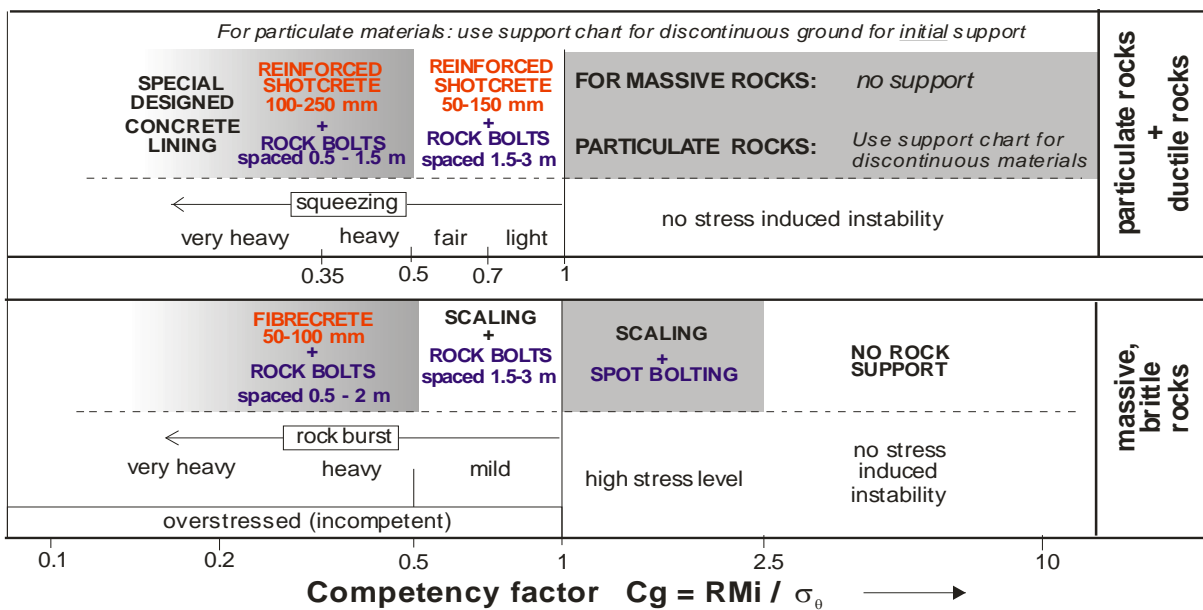 For particulate materials: use support chart for discontinuous ground for initial support
SPECIAL
DESIGNED
CONCRETE
LINING
REINFORCED
SHOTCRETE
100-250 mm
+
ROCK BOLTS
spaced 0.5 - 1.5 m
REINFORCED
SHOTCRETE
50-150 mm
+
ROCK BOLTS
spaced 1.5-3 m
FOR MASSIVE ROCKS: no support
PARTICULATE ROCKS: Use support chart for
discontinuous materials
particulate rocks
+
ductile rocks
squeezing
very heavy heavy fair light
no stress induced instability
0.35 0.5 0.7 1
FIBRECRETE
50-100 mm
+
ROCK BOLTS
spaced 0.5 - 2 m
SCALING
+
ROCK BOLTS
spaced 1.5-3 m
SCALING
+
SPOT BOLTING
NO ROCK
SUPPORT
massive,
brittle
rocks
rock burst
very heavy heavy mild
high stress level
no stress
induced
instability
overstressed (incompetent)
0.1 0.2 0.5 1 2.5 10
Competency factor Cg = RMi / σθ